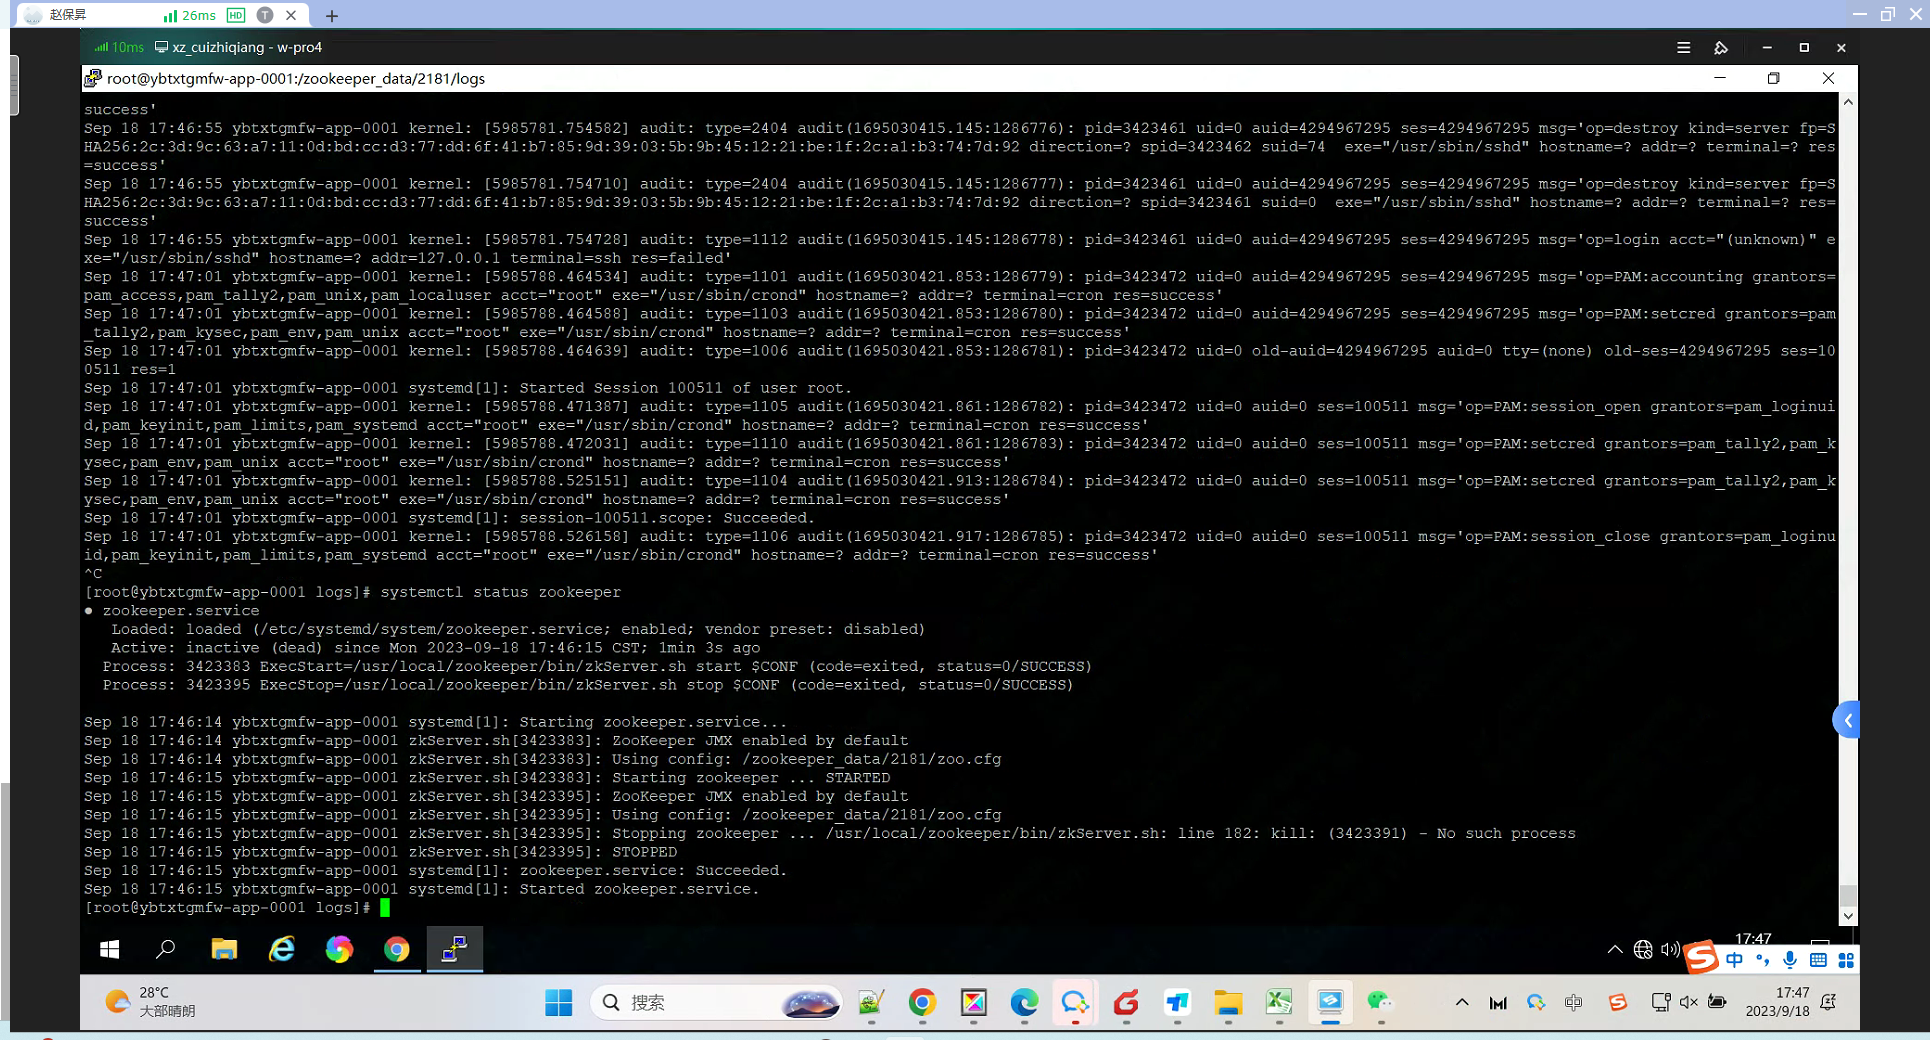 赵保昇 26ms HD T
10ms xz_cuizhiqiang - w-pro4
root@ybtxtgmfw-app-0001:/zookeeper_data/2181/logs
success'
Sep 18 17:46:55 ybtxtgmfw-app-0001 kernel: [5985781.754582] audit: type=2404 audit(1695030415.145:1286776): pid=3423461 uid=0 auid=4294967295 ses=4294967295 msg='op=destroy kind=server fp=S
HA256:2c:3d:9c:63:a7:11:0d:bd:cc:d3:77:dd:6f:41:b7:85:9d:39:03:5b:9b:45:12:21:be:1f:2c:a1:b3:74:7d:92 direction=? spid=3423462 suid=74  exe="/usr/sbin/sshd" hostname=? addr=? terminal=? res
=success'
Sep 18 17:46:55 ybtxtgmfw-app-0001 kernel: [5985781.754710] audit: type=2404 audit(1695030415.145:1286777): pid=3423461 uid=0 auid=4294967295 ses=4294967295 msg='op=destroy kind=server fp=S
HA256:2c:3d:9c:63:a7:11:0d:bd:cc:d3:77:dd:6f:41:b7:85:9d:39:03:5b:9b:45:12:21:be:1f:2c:a1:b3:74:7d:92 direction=? spid=3423461 suid=0  exe="/usr/sbin/sshd" hostname=? addr=? terminal=? res=
success'
Sep 18 17:46:55 ybtxtgmfw-app-0001 kernel: [5985781.754728] audit: type=1112 audit(1695030415.145:1286778): pid=3423461 uid=0 auid=4294967295 ses=4294967295 msg='op=login acct="(unknown)" e
xe="/usr/sbin/sshd" hostname=? addr=127.0.0.1 terminal=ssh res=failed'
Sep 18 17:47:01 ybtxtgmfw-app-0001 kernel: [5985788.464534] audit: type=1101 audit(1695030421.853:1286779): pid=3423472 uid=0 auid=4294967295 ses=4294967295 msg='op=PAM:accounting grantors=
pam_access,pam_tally2,pam_unix,pam_localuser acct="root" exe="/usr/sbin/crond" hostname=? addr=? terminal=cron res=success'
Sep 18 17:47:01 ybtxtgmfw-app-0001 kernel: [5985788.464588] audit: type=1103 audit(1695030421.853:1286780): pid=3423472 uid=0 auid=4294967295 ses=4294967295 msg='op=PAM:setcred grantors=pam
_tally2,pam_kysec,pam_env,pam_unix acct="root" exe="/usr/sbin/crond" hostname=? addr=? terminal=cron res=success'
Sep 18 17:47:01 ybtxtgmfw-app-0001 kernel: [5985788.464639] audit: type=1006 audit(1695030421.853:1286781): pid=3423472 uid=0 old-auid=4294967295 auid=0 tty=(none) old-ses=4294967295 ses=10
0511 res=1
Sep 18 17:47:01 ybtxtgmfw-app-0001 systemd[1]: Started Session 100511 of user root.
Sep 18 17:47:01 ybtxtgmfw-app-0001 kernel: [5985788.471387] audit: type=1105 audit(1695030421.861:1286782): pid=3423472 uid=0 auid=0 ses=100511 msg='op=PAM:session_open grantors=pam_loginui
d,pam_keyinit,pam_limits,pam_systemd acct="root" exe="/usr/sbin/crond" hostname=? addr=? terminal=cron res=success'
Sep 18 17:47:01 ybtxtgmfw-app-0001 kernel: [5985788.472031] audit: type=1110 audit(1695030421.861:1286783): pid=3423472 uid=0 auid=0 ses=100511 msg='op=PAM:setcred grantors=pam_tally2,pam_k
ysec,pam_env,pam_unix acct="root" exe="/usr/sbin/crond" hostname=? addr=? terminal=cron res=success'
Sep 18 17:47:01 ybtxtgmfw-app-0001 kernel: [5985788.525151] audit: type=1104 audit(1695030421.913:1286784): pid=3423472 uid=0 auid=0 ses=100511 msg='op=PAM:setcred grantors=pam_tally2,pam_k
ysec,pam_env,pam_unix acct="root" exe="/usr/sbin/crond" hostname=? addr=? terminal=cron res=success'
Sep 18 17:47:01 ybtxtgmfw-app-0001 systemd[1]: session-100511.scope: Succeeded.
Sep 18 17:47:01 ybtxtgmfw-app-0001 kernel: [5985788.526158] audit: type=1106 audit(1695030421.917:1286785): pid=3423472 uid=0 auid=0 ses=100511 msg='op=PAM:session_close grantors=pam_loginu
id,pam_keyinit,pam_limits,pam_systemd acct="root" exe="/usr/sbin/crond" hostname=? addr=? terminal=cron res=success'
^C
[root@ybtxtgmfw-app-0001 logs]# systemctl status zookeeper
● zookeeper.service
Loaded: loaded (/etc/systemd/system/zookeeper.service; enabled; vendor preset: disabled)
Active: inactive (dead) since Mon 2023-09-18 17:46:15 CST; 1min 3s ago
Process: 3423383 ExecStart=/usr/local/zookeeper/bin/zkServer.sh start $CONF (code=exited, status=0/SUCCESS)
Process: 3423395 ExecStop=/usr/local/zookeeper/bin/zkServer.sh stop $CONF (code=exited, status=0/SUCCESS)
Sep 18 17:46:14 ybtxtgmfw-app-0001 systemd[1]: Starting zookeeper.service...
Sep 18 17:46:14 ybtxtgmfw-app-0001 zkServer.sh[3423383]: ZooKeeper JMX enabled by default
Sep 18 17:46:14 ybtxtgmfw-app-0001 zkServer.sh[3423383]: Using config: /zookeeper_data/2181/zoo.cfg
Sep 18 17:46:15 ybtxtgmfw-app-0001 zkServer.sh[3423383]: Starting zookeeper ... STARTED
Sep 18 17:46:15 ybtxtgmfw-app-0001 zkServer.sh[3423395]: ZooKeeper JMX enabled by default
Sep 18 17:46:15 ybtxtgmfw-app-0001 zkServer.sh[3423395]: Using config: /zookeeper_data/2181/zoo.cfg
Sep 18 17:46:15 ybtxtgmfw-app-0001 zkServer.sh[3423395]: Stopping zookeeper ... /usr/local/zookeeper/bin/zkServer.sh: line 182: kill: (3423391) - No such process
Sep 18 17:46:15 ybtxtgmfw-app-0001 zkServer.sh[3423395]: STOPPED
Sep 18 17:46:15 ybtxtgmfw-app-0001 systemd[1]: zookeeper.service: Succeeded.
Sep 18 17:46:15 ybtxtgmfw-app-0001 systemd[1]: Started zookeeper.service.
[root@ybtxtgmfw-app-0001 logs]#
17:47
中
28°C
大部晴朗
搜索
17:47
2023/9/18